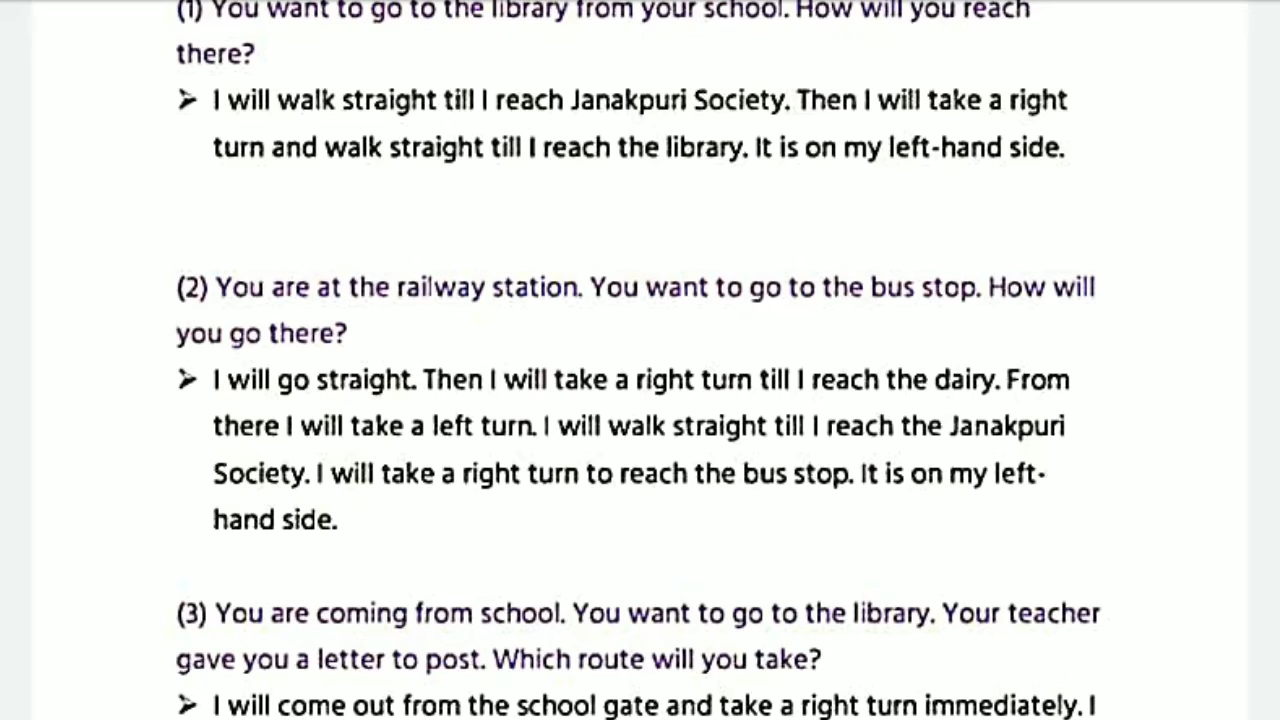 (1) You want to go to the library from your school. How will you reach
there?
➤ I will walk straight till I reach Janakpuri Society. Then I will take a right
turn and walk straight till I reach the library. It is on my left-hand side.
(2) You are at the railway station. You want to go to the bus stop. How will
you go there?
➤ I will go straight. Then I will take a right turn till I reach the dairy. From
there I will take a left turn. I will walk straight till I reach the Janakpuri
Society. I will take a right turn to reach the bus stop. It is on my left-
hand side.
(3) You are coming from school. You want to go to the library. Your teacher
gave you a letter to post. Which route will you take?
➤ I will come out from the school gate and take a right turn immediately. I